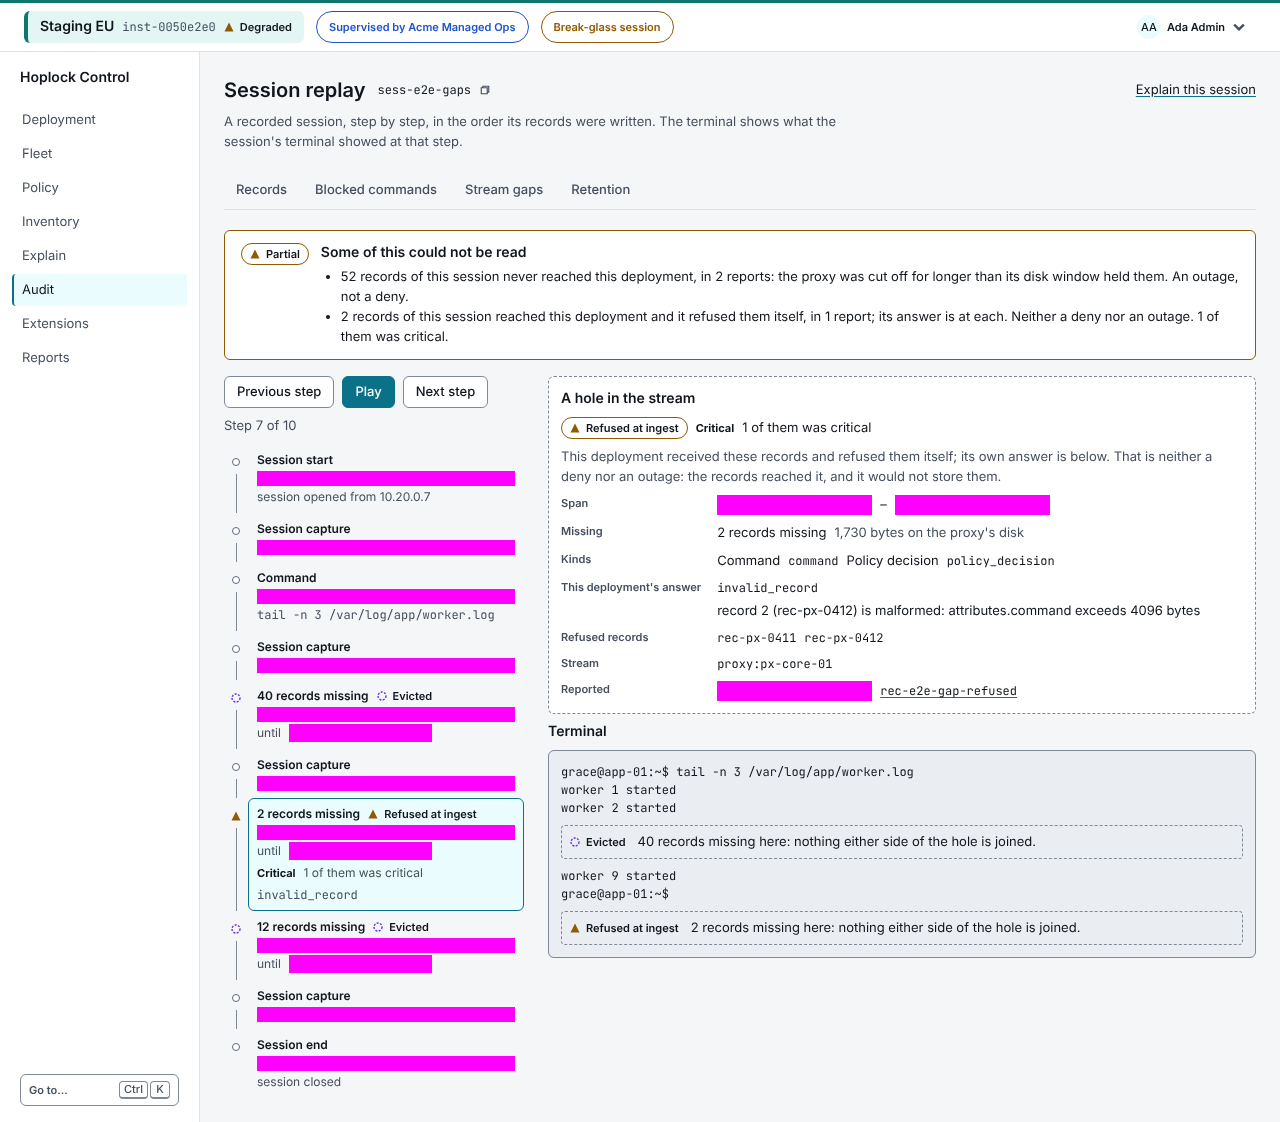 Staging EU inst-0050e2e0 Degraded
Supervised by Acme Managed Ops
Break-glass session
AA Ada Admin
Hoplock Control
Deployment
Fleet
Policy
Inventory
Explain
Audit
Extensions
Reports
Go to...
Ctrl K
Session replay sess-e2e-gaps
Explain this session
A recorded session, step by step, in the order its records were written. The terminal shows what the
session's terminal showed at that step.
Records
Blocked commands
Stream gaps
Retention
Partial
Some of this could not be read
52 records of this session never reached this deployment, in 2 reports: the proxy was cut off for longer than its disk window held them. An outage,
not a deny.
2 records of this session reached this deployment and it refused them itself, in 1 report; its answer is at each. Neither a deny nor an outage. 1 of
them was critical.
Previous step
Play
Next step
Step 7 of 10
Session start
session opened from 10.20.0.7
Session capture
Command
tail -n 3 /var/log/app/worker.log
Session capture
40 records missing Evicted
until
Session capture
2 records missing Refused at ingest
until
Critical 1 of them was critical
invalid_record
12 records missing Evicted
until
Session capture
Session end
session closed
A hole in the stream
Refused at ingest Critical 1 of them was critical
This deployment received these records and refused them itself; its own answer is below. That is neither a
deny nor an outage: the records reached it, and it would not store them.
Span –
Missing 2 records missing 1,730 bytes on the proxy's disk
Kinds Command command Policy decision policy_decision
This deployment's answer invalid_record
record 2 (rec-px-0412) is malformed: attributes.command exceeds 4096 bytes
Refused records rec-px-0411 rec-px-0412
Stream proxy:px-core-01
Reported rec-e2e-gap-refused
Terminal
grace@app-01:~$ tail -n 3 /var/log/app/worker.log
worker 1 started
worker 2 started
Evicted 40 records missing here: nothing either side of the hole is joined.
worker 9 started
grace@app-01:~$
Refused at ingest 2 records missing here: nothing either side of the hole is joined.